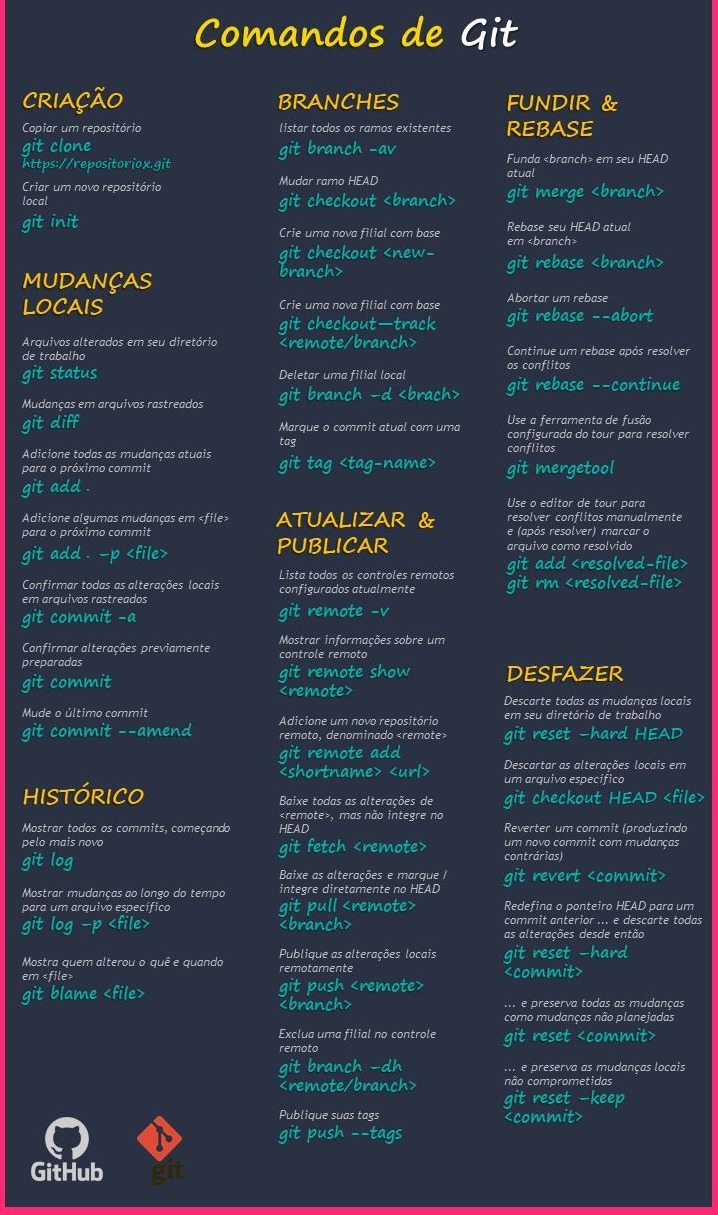 Comandos de Git
CRIAÇÃO
Copiar um repositório
git clone
https://repositoriox.git
Criar um novo repositório
local
git init
MUDANÇAS
LOCAIS
Arquivos alterados em seu diretório
de trabalho
git status
Mudanças em arquivos rastreados
git diff
Adicione todas as mudanças atuais
para o próximo commit
git add .
Adicione algumas mudanças em <file>
para o próximo commit
git add . –p <file>
Confirmar todas as alterações locais
em arquivos rastreados
git commit -a
Confirmar alterações previamente
preparadas
git commit
Mude o último commit
git commit --amend
HISTÓRICO
Mostrar todos os commits, começando
pelo mais novo
git log
Mostrar mudanças ao longo do tempo
para um arquivo específico
git log –p <file>
Mostra quem alterou o quê e quando
em <file>
git blame <file>
BRANCHES
listar todos os ramos existentes
git branch -av
Mudar ramo HEAD
git checkout <branch>
Crie uma nova filial com base
git checkout <new-
branch>
Crie uma nova filial com base
git checkout—track
<remote/branch>
Deletar uma filial local
git branch –d <brach>
Marque o commit atual com uma
tag
git tag <tag-name>
ATUALIZAR &
PUBLICAR
Lista todos os controles remotos
configurados atualmente
git remote -v
Mostrar informações sobre um
controle remoto
git remote show
<remote>
Adicione um novo repositório
remoto, denominado <remote>
git remote add
<shortname> <url>
Baixe todas as alterações de
<remote>, mas não integre no
HEAD
git fetch <remote>
Baixe as alterações e marque /
integre diretamente no HEAD
git pull <remote>
<branch>
Publique as alterações locais
remotamente
git push <remote>
<branch>
Exclua uma filial no controle
remoto
git branch –dh
<remote/branch>
Publique suas tags
git push --tags
FUNDIR &
REBASE
Funda <branch> em seu HEAD
atual
git merge <branch>
Rebase seu HEAD atual
em <branch>
git rebase <branch>
Abortar um rebase
git rebase --abort
Continue um rebase após resolver
os conflitos
git rebase --continue
Use a ferramenta de fusão
configurada do tour para resolver
conflitos
git mergetool
Use o editor de tour para
resolver conflitos manualmente
e (após resolver) marcar o
arquivo como resolvido
git add <resolved-file>
git rm <resolved-file>
DESFAZER
Descarte todas as mudanças locais
em seu diretório de trabalho
git reset –hard HEAD
Descartar as alterações locais em
um arquivo específico
git checkout HEAD <file>
Reverter um commit (produzindo
um novo commit com mudanças
contrárias)
git revert <commit>
Redefina o ponteiro HEAD para um
commit anterior ... e descarte todas
as alterações desde então
git reset –hard
<commit>
... e preserva todas as mudanças
como mudanças não planejadas
git reset <commit>
... e preserva as mudanças locais
não comprometidas
git reset –keep
<commit>
GitHub
git